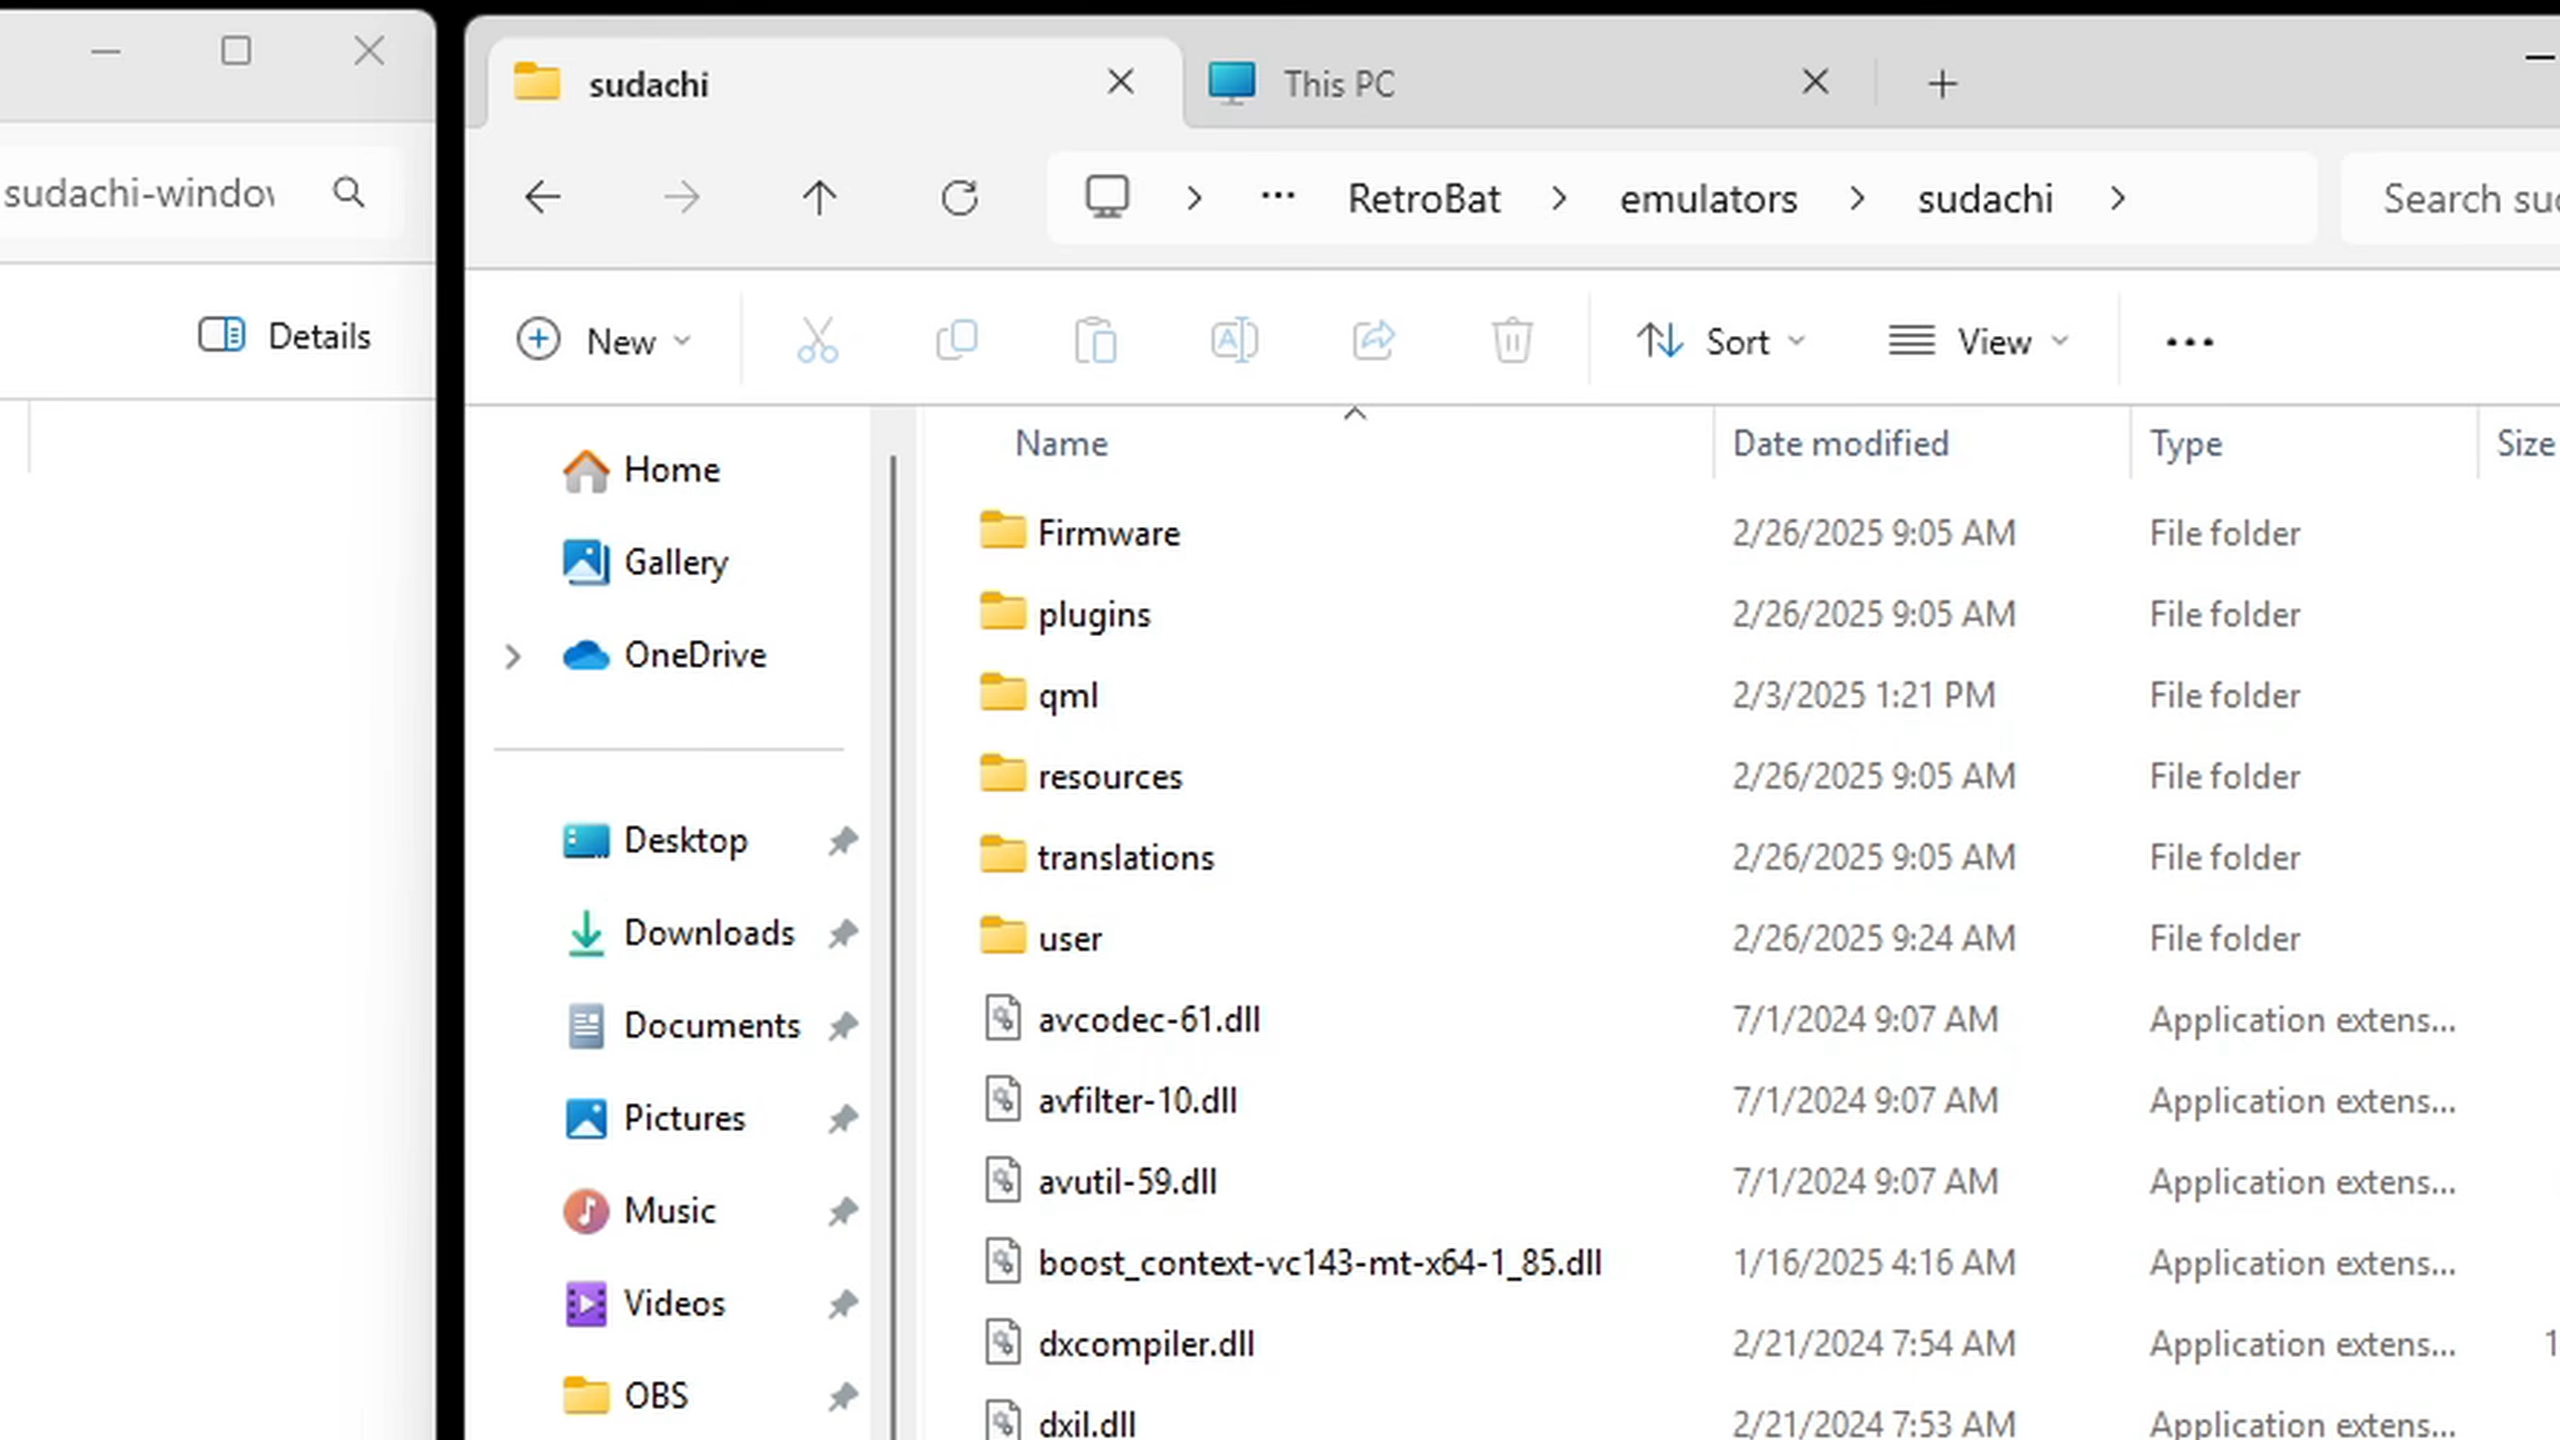 sudachi
This PC
sudachi-window
RetroBat
emulators
sudachi
Search sud
Details
New
Sort
View
Name
Date modified
Type
Size
Home
Gallery
OneDrive
Desktop
Downloads
Documents
Pictures
Music
Videos
OBS
Firmware 2/26/2025 9:05 AM File folder
plugins 2/26/2025 9:05 AM File folder
qml 2/3/2025 1:21 PM File folder
resources 2/26/2025 9:05 AM File folder
translations 2/26/2025 9:05 AM File folder
user 2/26/2025 9:24 AM File folder
avcodec-61.dll 7/1/2024 9:07 AM Application extens...
avfilter-10.dll 7/1/2024 9:07 AM Application extens...
avutil-59.dll 7/1/2024 9:07 AM Application extens...
boost_context-vc143-mt-x64-1_85.dll 1/16/2025 4:16 AM Application extens...
dxcompiler.dll 2/21/2024 7:54 AM Application extens... 1
dxil.dll 2/21/2024 7:53 AM Application extens...